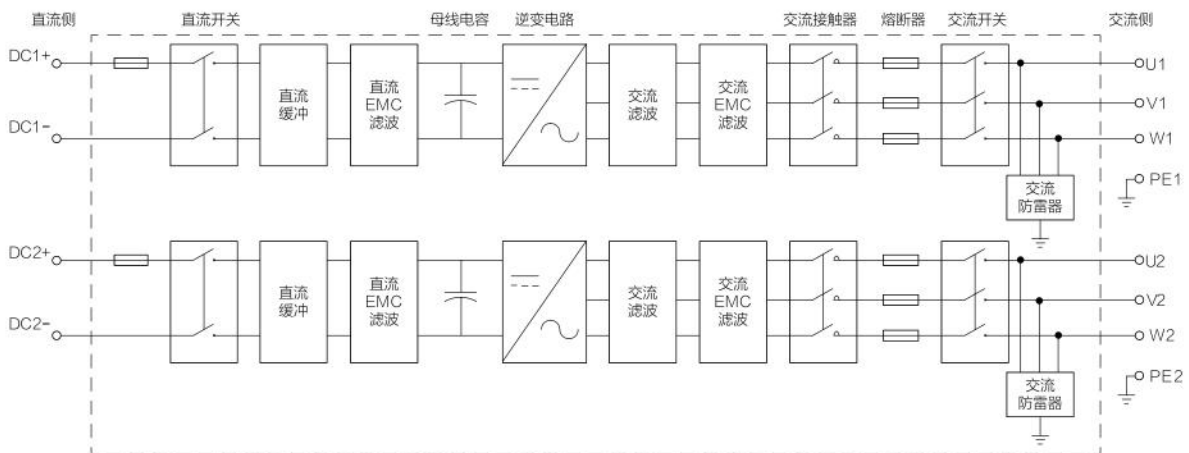 直流侧 直流开关 母线电容 逆变电路 交流接触器 熔断器 交流开关 交流侧
DC1+
U1
直流
缓冲
直流
EMC
滤波
交流
滤波
交流
EMC
滤波
V1
DC1-
W1
交流
防雷器
PE1
DC2+
U2
直流
缓冲
直流
EMC
滤波
交流
滤波
交流
EMC
滤波
V2
DC2-
W2
交流
防雷器
PE2